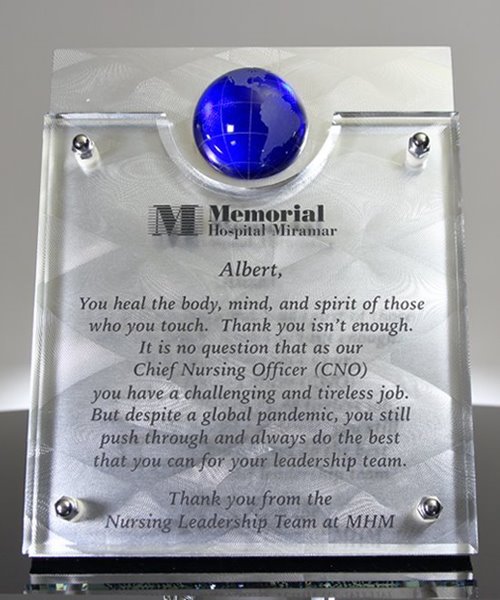 M Memorial
Hospital Miramar
Albert,
You heal the body, mind, and spirit of those
who you touch. Thank you isn't enough.
It is no question that as our
Chief Nursing Officer (CNO)
you have a challenging and tireless job.
But despite a global pandemic, you still
push through and always do the best
that you can for your leadership team.
Thank you from the
Nursing Leadership Team at MHM